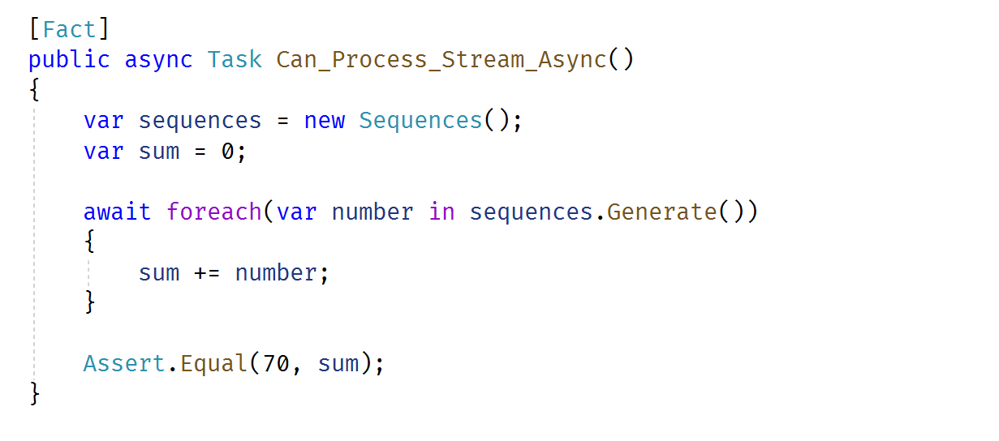 [Fact]
public async Task Can_Process_Stream_Async()
{
    var sequences = new Sequences();
    var sum = 0;

    await foreach(var number in sequences.Generate())
    {
        sum += number;
    }

    Assert.Equal(70, sum);
}